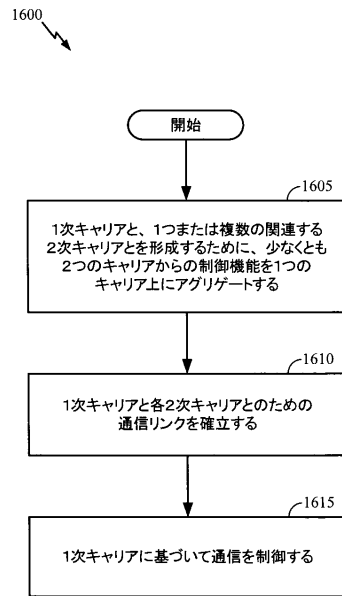 1600
開始
1605
1次キャリアと、1つまたは複数の関連する
2次キャリアとを形成するために、少なくとも
2つのキャリアからの制御機能を1つの
キャリア上にアグリゲートする
1610
1次キャリアと各2次キャリアとのための
通信リンクを確立する
1615
1次キャリアに基づいて通信を制御する